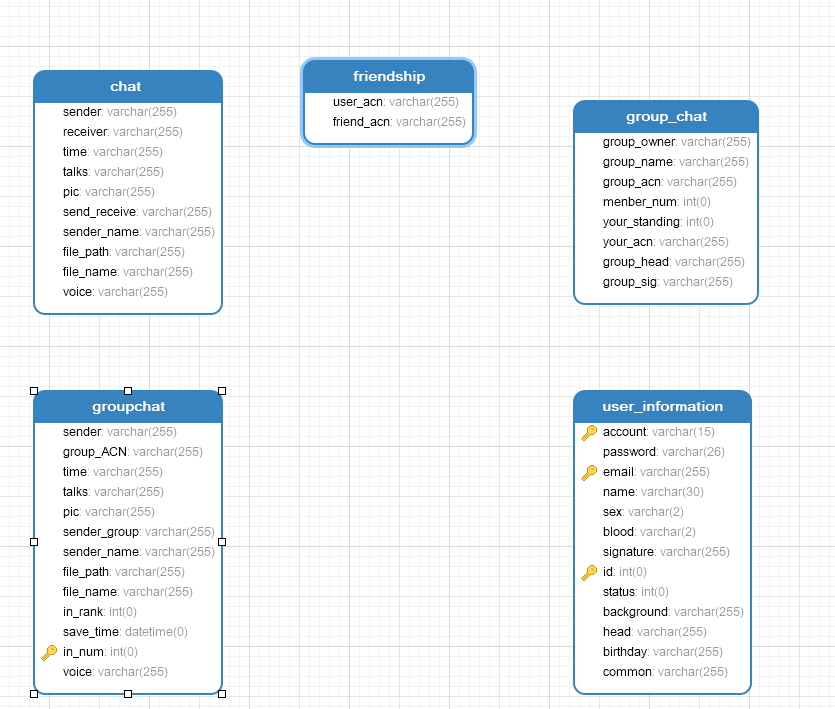 chat
sender: varchar(255)
receiver: varchar(255)
time: varchar(255)
talks: varchar(255)
pic: varchar(255)
send_receive: varchar(255)
sender_name: varchar(255)
file_path: varchar(255)
file_name: varchar(255)
voice: varchar(255)
friendship
user_acn: varchar(255)
friend_acn: varchar(255)
group_chat
group_owner: varchar(255)
group_name: varchar(255)
group_acn: varchar(255)
menber_num: int(0)
your_standing: int(0)
your_acn: varchar(255)
group_head: varchar(255)
group_sig: varchar(255)
groupchat
sender: varchar(255)
group_ACN: varchar(255)
time: varchar(255)
talks: varchar(255)
pic: varchar(255)
sender_group: varchar(255)
sender_name: varchar(255)
file_path: varchar(255)
file_name: varchar(255)
in_rank: int(0)
save_time: datetime(0)
in_num: int(0)
voice: varchar(255)
user_information
account: varchar(15)
password: varchar(26)
email: varchar(255)
name: varchar(30)
sex: varchar(2)
blood: varchar(2)
signature: varchar(255)
id: int(0)
status: int(0)
background: varchar(255)
head: varchar(255)
birthday: varchar(255)
common: varchar(255)